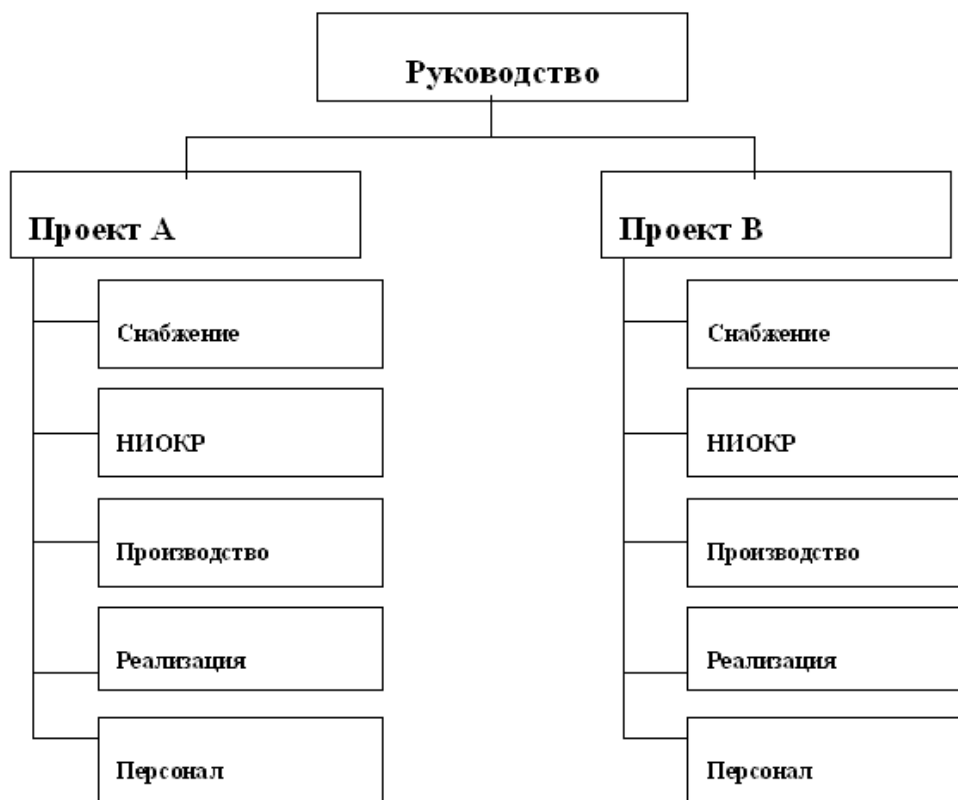 Руководство
Проект А
Снабжение
НИОКР
Производство
Реализация
Персонал
Проект В
Снабжение
НИОКР
Производство
Реализация
Персонал